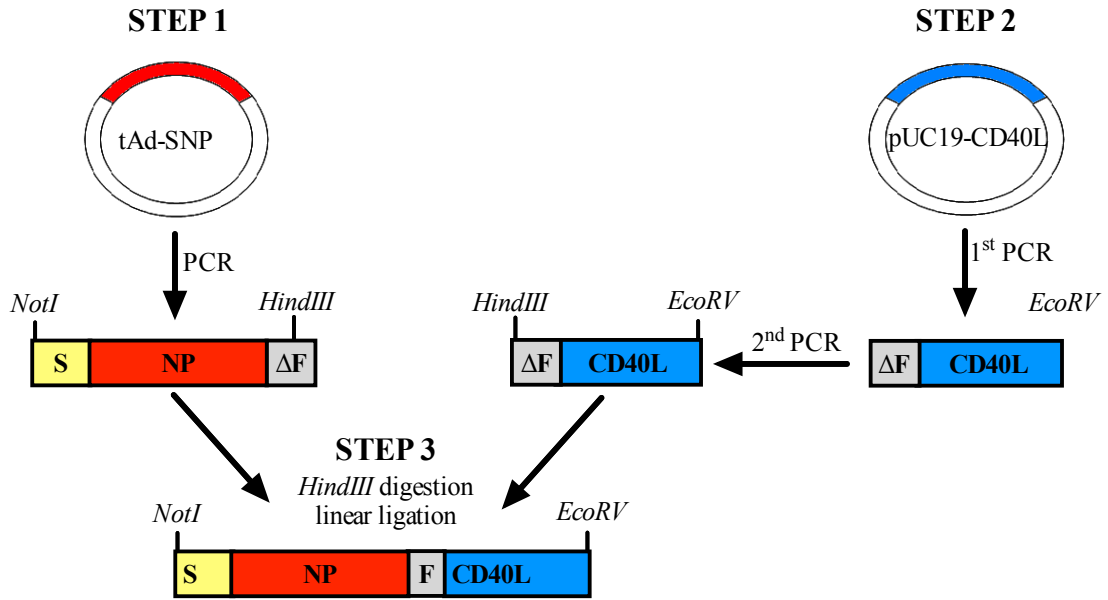 STEP 1
STEP 2
tAd-SNP
pUC19-CD40L
PCR
1st PCR
NotI
HindIII
HindIII
EcoRV
EcoRV
2nd PCR
S NP ΔF
ΔF CD40L
ΔF CD40L
STEP 3
HindIII digestion
linear ligation
NotI
EcoRV
S NP F CD40L